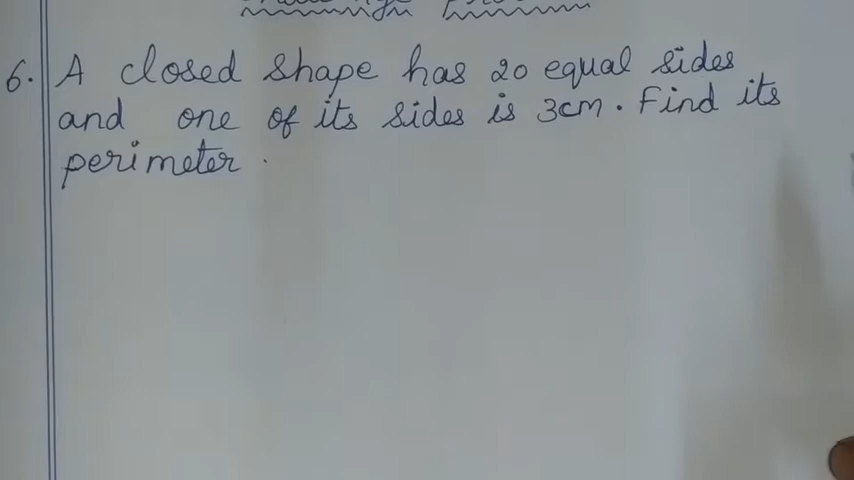 6. A closed shape has 20 equal sides
and one of its sides is 3cm. Find its
perimeter.